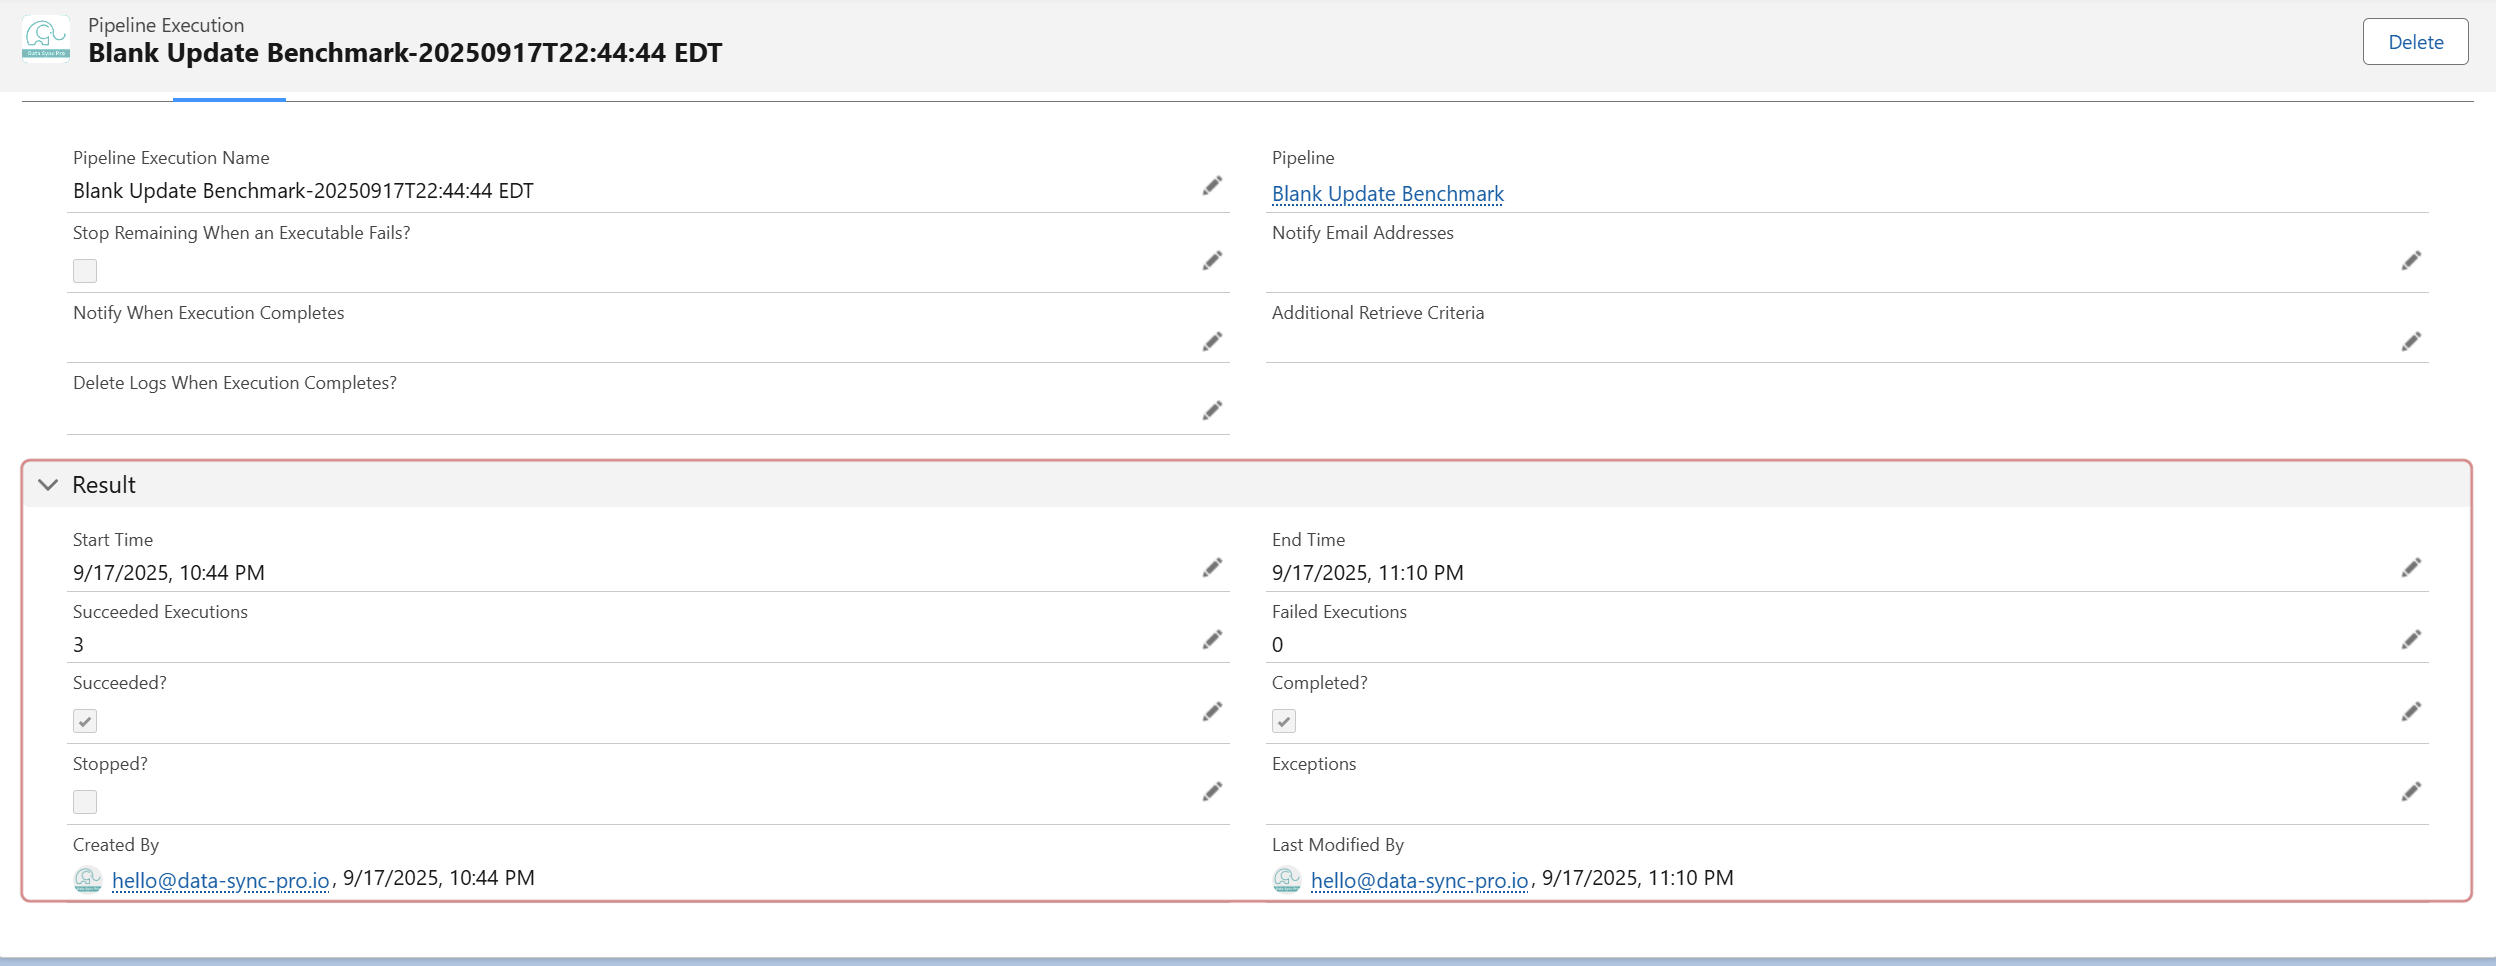 Pipeline Execution
Blank Update Benchmark-20250917T22:44:44 EDT
Delete
Data Sync Pro
Pipeline Execution Name
Blank Update Benchmark-20250917T22:44:44 EDT
Pipeline
Blank Update Benchmark
Stop Remaining When an Executable Fails?
Notify Email Addresses
Notify When Execution Completes
Additional Retrieve Criteria
Delete Logs When Execution Completes?
Result
Start Time
9/17/2025, 10:44 PM
End Time
9/17/2025, 11:10 PM
Succeeded Executions
3
Failed Executions
0
Succeeded?
Completed?
Stopped?
Exceptions
Created By
hello@data-sync-pro.io, 9/17/2025, 10:44 PM
Last Modified By
hello@data-sync-pro.io, 9/17/2025, 11:10 PM